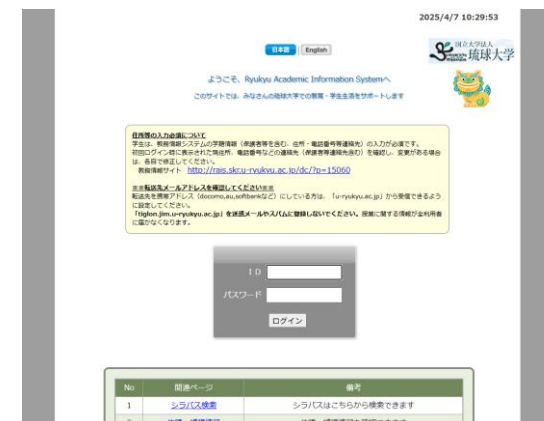 2025/4/7 10:29:53
日本語 English
国立大学法人
琉球大学
ようこそ、Ryukyu Academic Information Systemへ
このサイトでは、みなさんの琉球大学での教育・学生生活をサポートします
住所等の入力必須について
学生は、教務情報システムの学籍情報（保護者等を含む、住所・電話番号等連絡先）の入力が必須です。
初回ログイン時に表示された現住所、電話番号などの連絡先（保護者等連絡先含む）を確認し、変更がある場合
は、各自で修正してください。
教務情報サイト http://rais.skr.u-ryukyu.ac.jp/dc/?p=15060
※※転送先メールアドレスを確認してください※※
転送先を携帯アドレス（docomo,au,softbankなど）にしている方は、「u-ryukyu.ac.jp」から受信できるよう
に設定してください。
「tiglon.jim.u-ryukyu.ac.jp」を迷惑メールやスパムに登録しないでください。授業に関する情報が全利用者
に届かなくなります。
ＩＤ
パスワード
ログイン
No 関連ページ 備考
1 シラバス検索 シラバスはこちらから検索できます